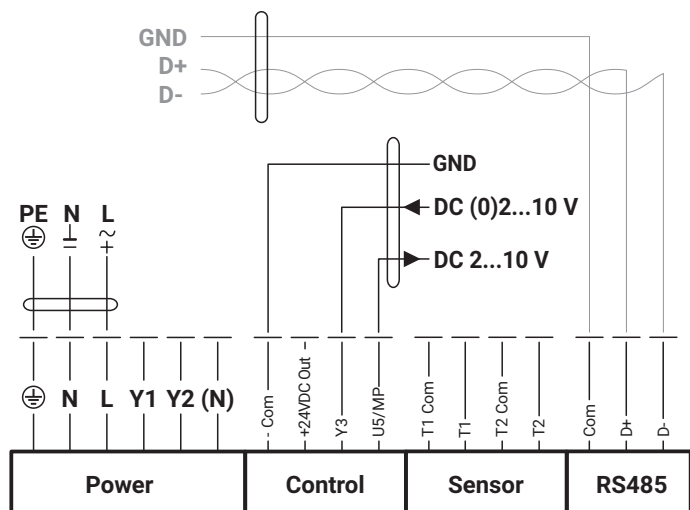 GND
D+
D-
GND
DC (0)2...10 V
DC 2...10 V
PE N L
N L Y1 Y2 (N)
- Com
+24VDC Out
Y3
U5/MP
T1 Com
T1
T2 Com
T2
Com
D+
D-
Power Control Sensor RS485